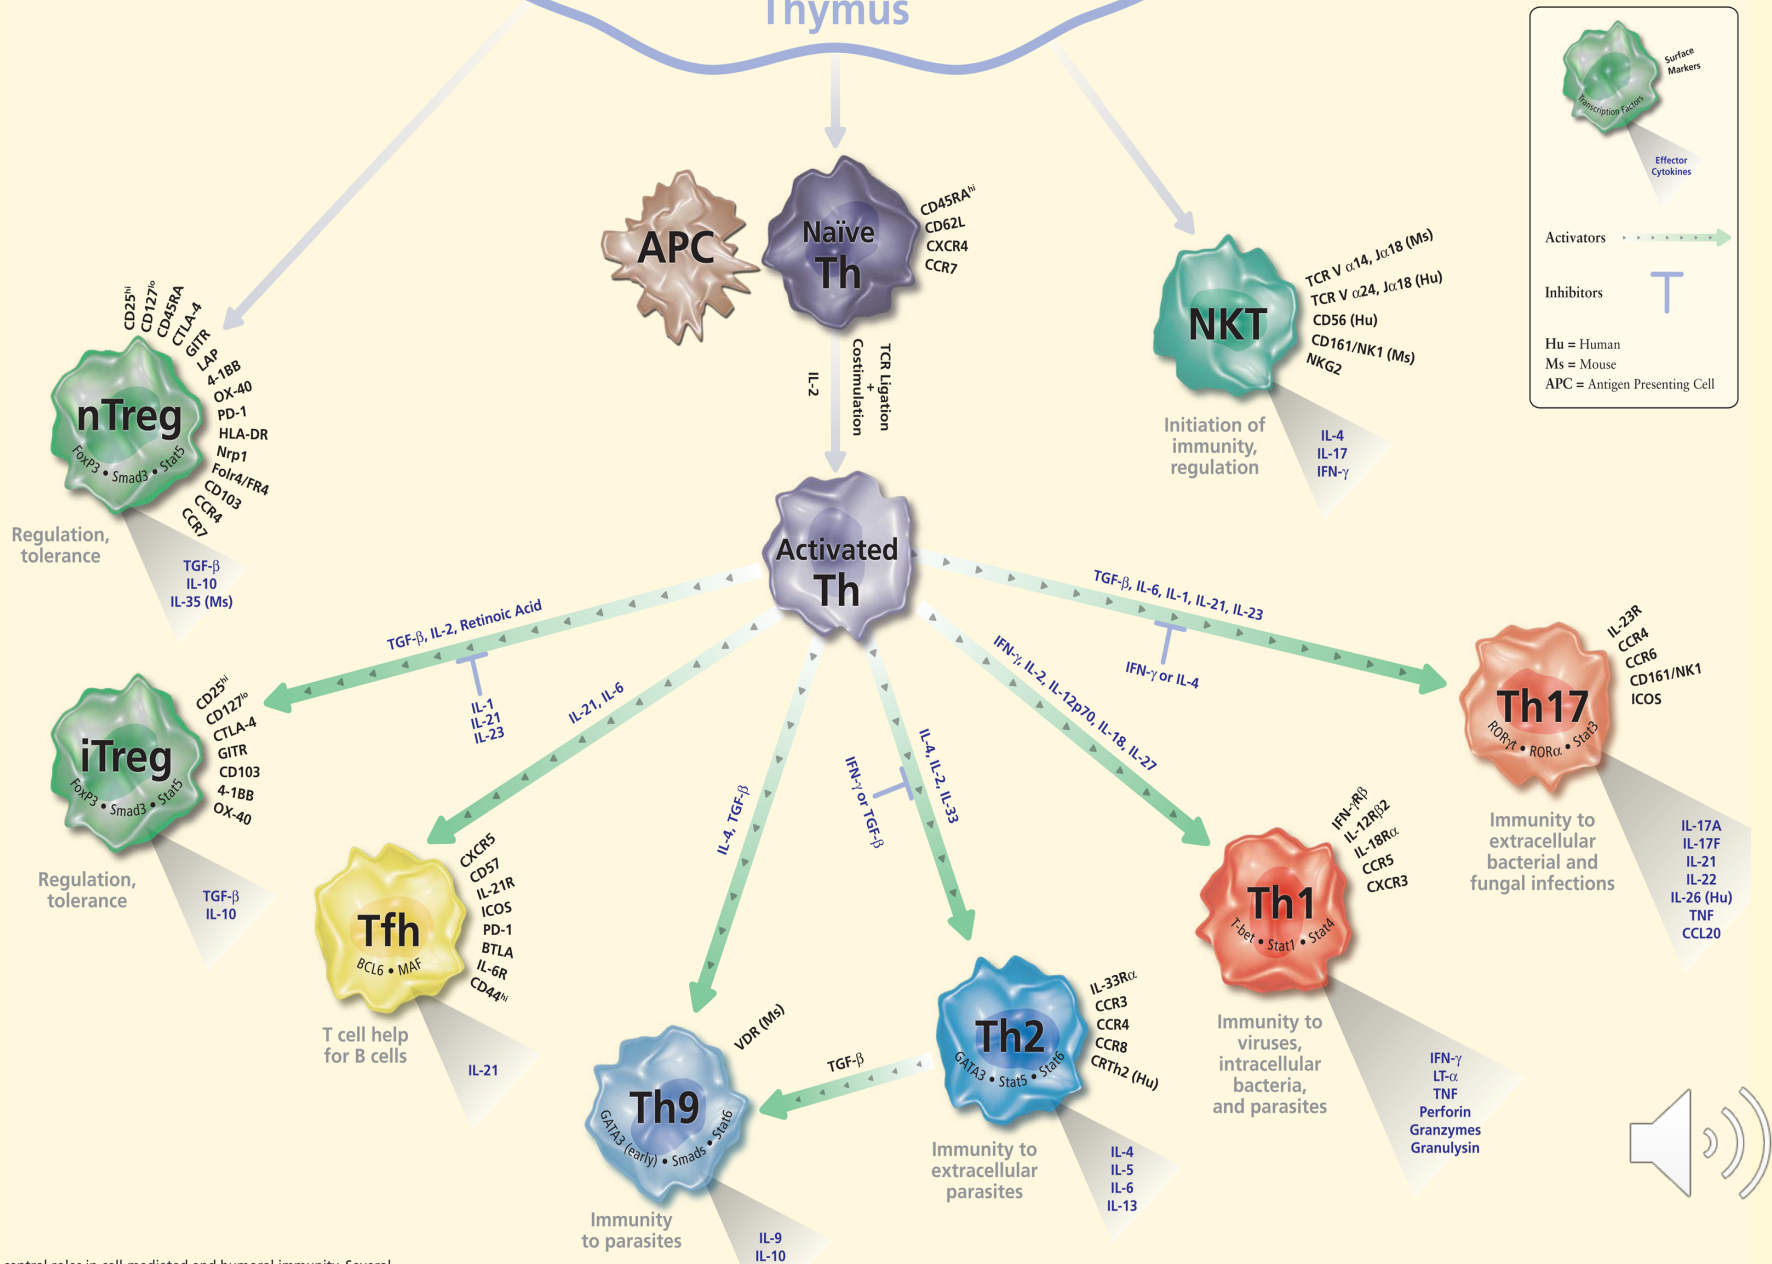 Thymus
Surface
Markers
Transcription Factors
Effector
Cytokines
Activators
Inhibitors
Hu = Human
Ms = Mouse
APC = Antigen Presenting Cell
APC
Naïve
Th
CD45RAhi
CD62L
CXCR4
CCR7
IL-2
TCR Ligation
+
Costimulation
NKT
TCR V α14, Jα18 (Ms)
TCR V α24, Jα18 (Hu)
CD56 (Hu)
CD161/NK1 (Ms)
NKG2
Initiation of
immunity,
regulation
IL-4
IL-17
IFN-γ
CD25hi
CD127lo
CD45RA
CTLA-4
GITR
LAP
4-1BB
OX-40
PD-1
HLA-DR
Nrp1
Folr4/FR4
CD103
CCR4
CCR7
nTreg
FoxP3 • Smad3 • Stat5
Regulation,
tolerance
TGF-β
IL-10
IL-35 (Ms)
Activated
Th
TGF-β, IL-2, Retinoic Acid
IL-1
IL-21
IL-23
IL-21, IL-6
IL-4, TGF-β
IFN-γ or TGF-β
IL-4, IL-2, IL-33
IFN-γ, IL-2, IL-12p70, IL-18, IL-27
TGF-β, IL-6, IL-1, IL-21, IL-23
IFN-γ or IL-4
iTreg
FoxP3 • Smad3 • Stat5
CD25hi
CD127lo
CTLA-4
GITR
CD103
4-1BB
OX-40
Regulation,
tolerance
TGF-β
IL-10
Tfh
BCL6 • MAF
CXCR5
CD57
IL-21R
ICOS
PD-1
BTLA
IL-6R
CD44hi
T cell help
for B cells
IL-21
Th9
GATA3 (early) • Smads • Stat6
VDR (Ms)
Immunity
to parasites
IL-9
IL-10
TGF-β
Th2
GATA3 • Stat5 • Stat6
IL-33Rα
CCR3
CCR4
CCR8
CRTh2 (Hu)
Immunity to
extracellular
parasites
IL-4
IL-5
IL-6
IL-13
Th1
T-bet • Stat1 • Stat4
IFN-γRβ
IL-12Rβ2
IL-18Rα
CCR5
CXCR3
Immunity to
viruses,
intracellular
bacteria,
and parasites
IFN-γ
LT-α
TNF
Perforin
Granzymes
Granulysin
Th17
RORγt • RORα • Stat3
IL-23R
CCR4
CCR6
CD161/NK1
ICOS
Immunity to
extracellular
bacterial and
fungal infections
IL-17A
IL-17F
IL-21
IL-22
IL-26 (Hu)
TNF
CCL20
central roles in cell-mediated and humoral immunity. Several